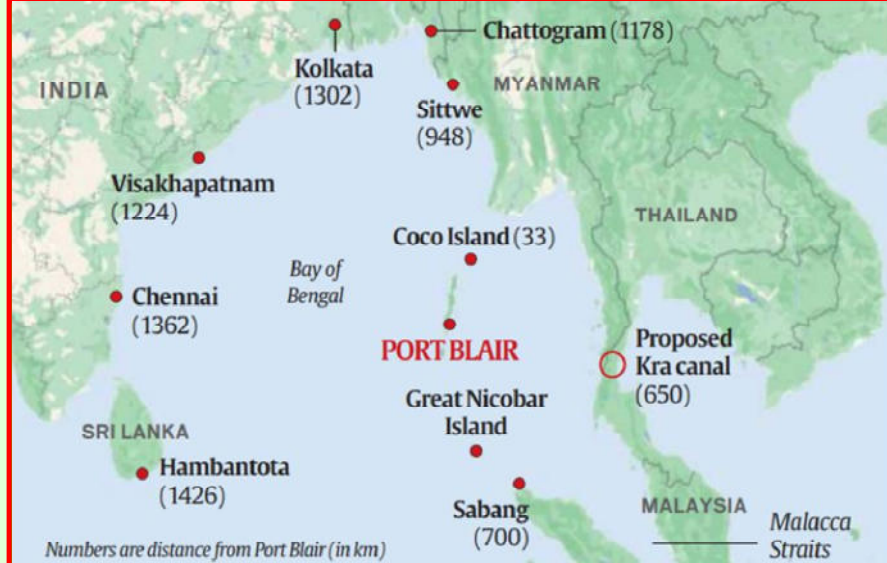 Chattogram (1178)
Kolkata
(1302)
INDIA
MYANMAR
Sittwe
(948)
Visakhapatnam
(1224)
THAILAND
Coco Island (33)
Bay of
Bengal
Chennai
(1362)
PORT BLAIR
Proposed
Kra canal
(650)
Great Nicobar
Island
SRI LANKA
Hambantota
(1426)
Sabang
(700)
MALAYSIA
Malacca
Straits
Numbers are distance from Port Blair (in km)